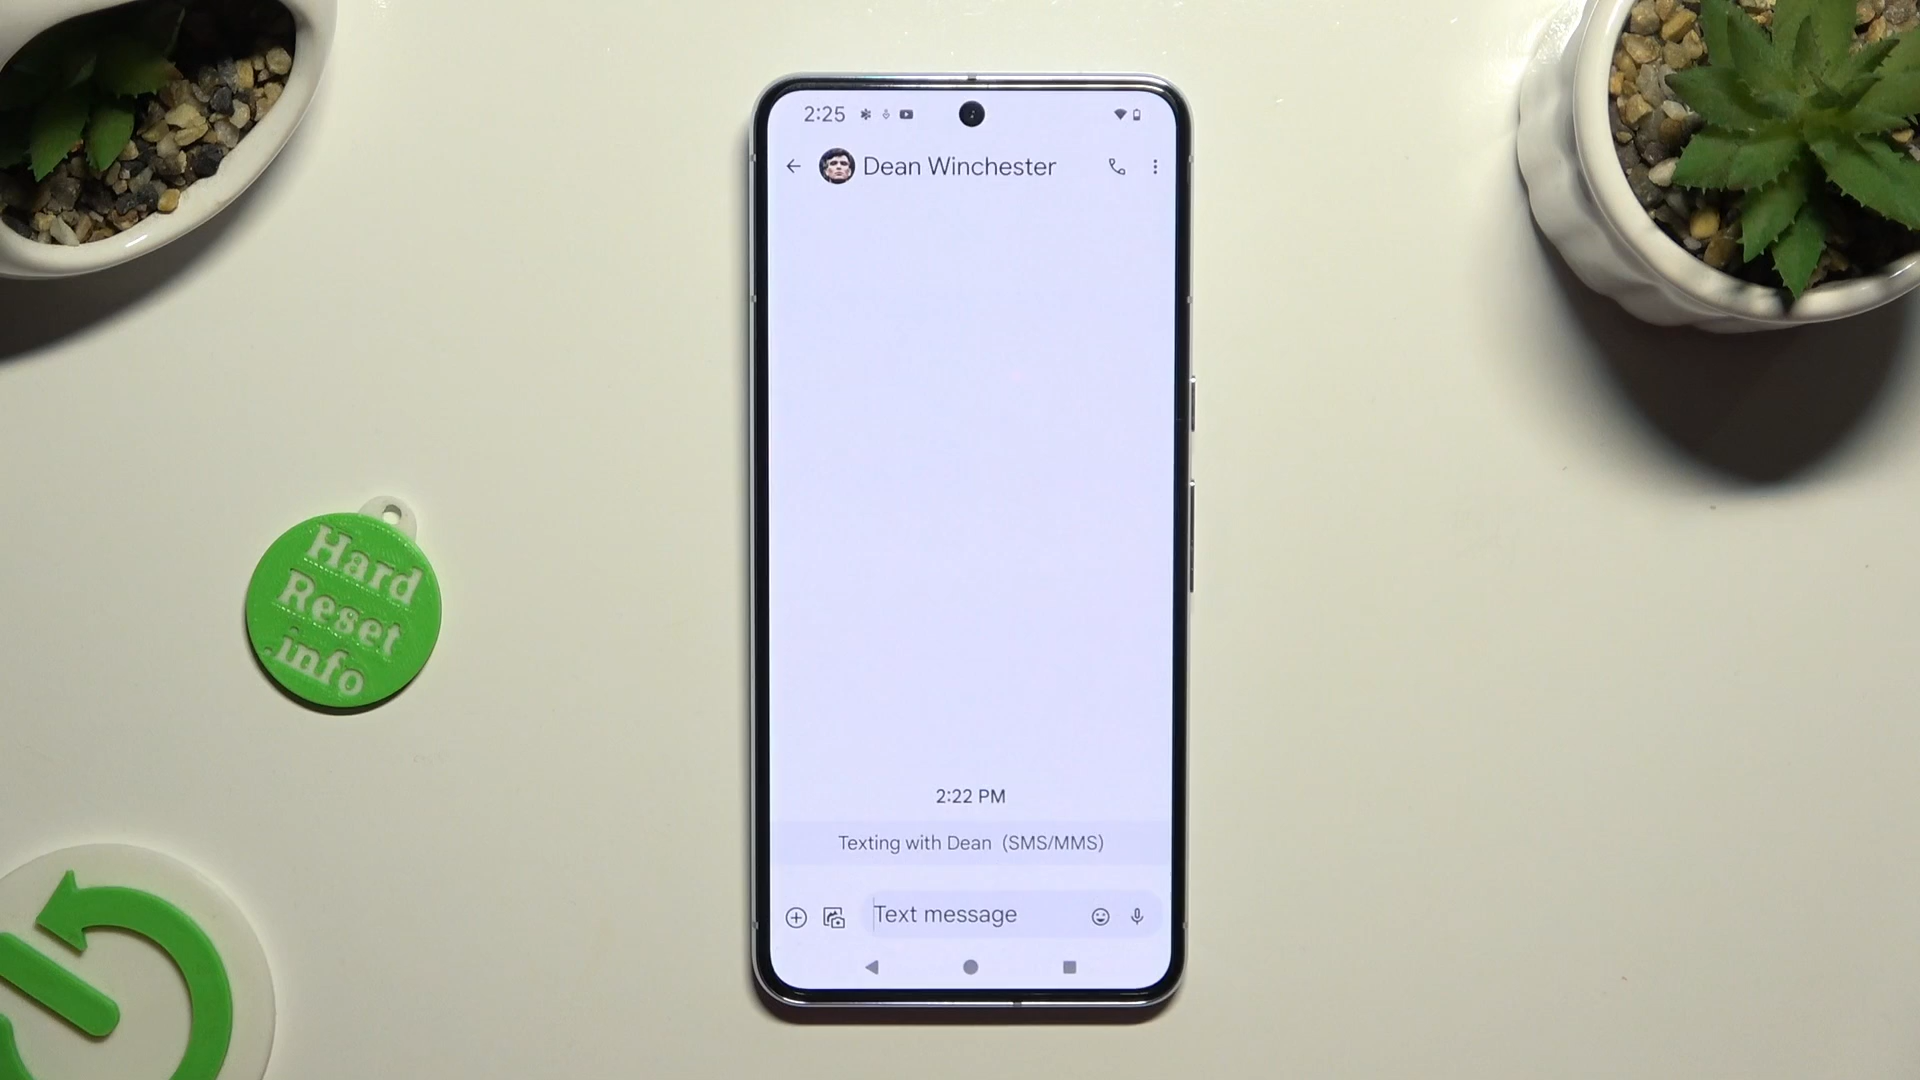 2:25
Dean Winchester
2:22 PM
Texting with Dean (SMS/MMS)
Text message
Hard
Reset
.info